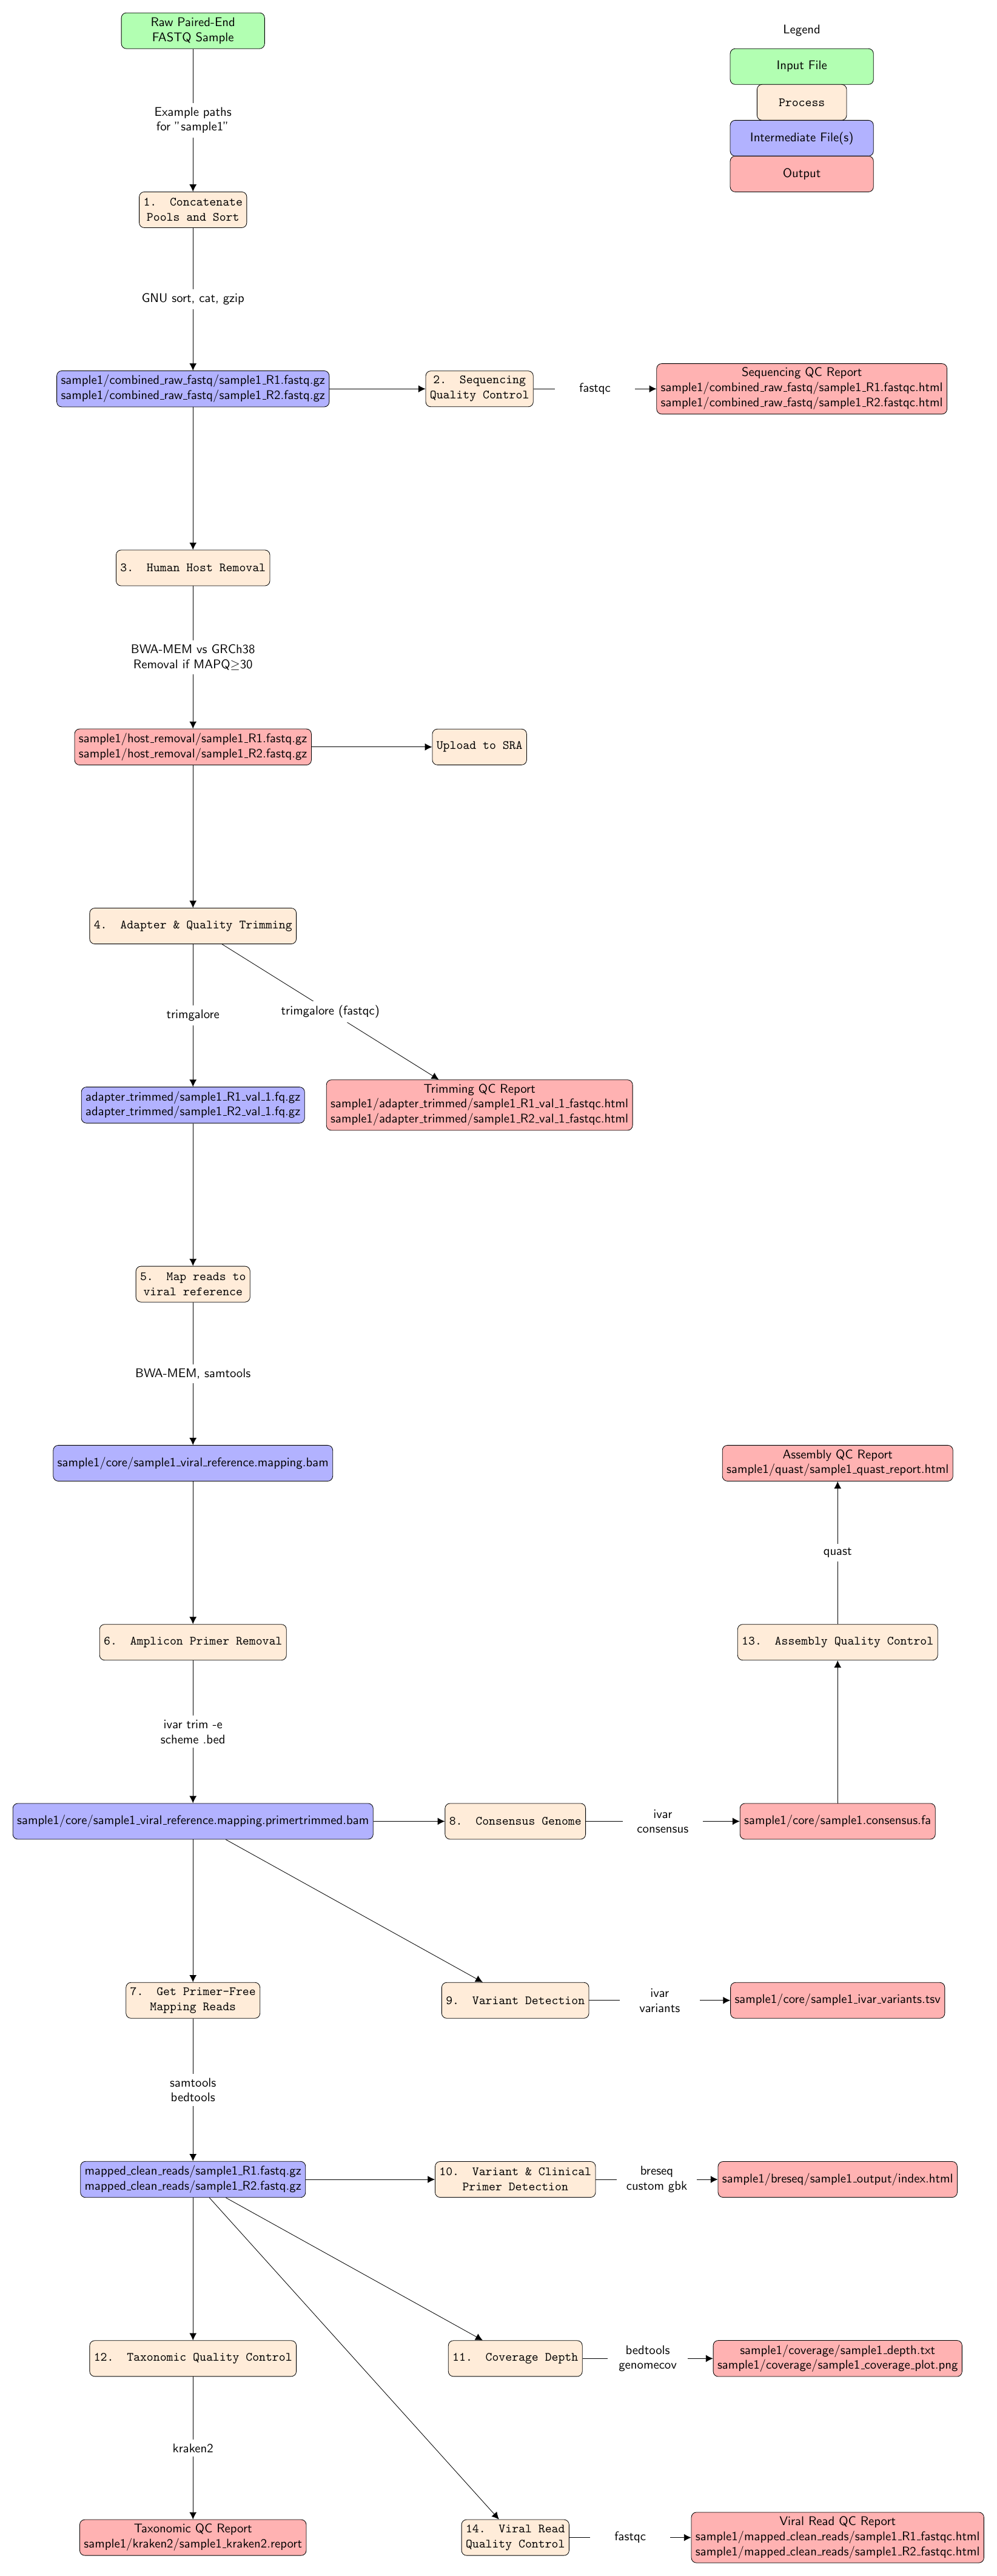 Raw Paired-End
FASTQ Sample
Legend
Input File
Process
Intermediate File(s)
Output
Example paths
for "sample1"
1. Concatenate
Pools and Sort
GNU sort, cat, gzip
sample1/combined_raw_fastq/sample1_R1.fastq.gz
sample1/combined_raw_fastq/sample1_R2.fastq.gz
2. Sequencing
Quality Control
fastqc
Sequencing QC Report
sample1/combined_raw_fastq/sample1_R1.fastqc.html
sample1/combined_raw_fastq/sample1_R2.fastqc.html
3. Human Host Removal
BWA-MEM vs GRCh38
Removal if MAPQ≥30
sample1/host_removal/sample1_R1.fastq.gz
sample1/host_removal/sample1_R2.fastq.gz
Upload to SRA
4. Adapter & Quality Trimming
trimgalore
trimgalore (fastqc)
adapter_trimmed/sample1_R1_val_1.fq.gz
adapter_trimmed/sample1_R2_val_1.fq.gz
Trimming QC Report
sample1/adapter_trimmed/sample1_R1_val_1_fastqc.html
sample1/adapter_trimmed/sample1_R2_val_1_fastqc.html
5. Map reads to
viral reference
BWA-MEM, samtools
sample1/core/sample1_viral_reference.mapping.bam
Assembly QC Report
sample1/quast/sample1_quast_report.html
quast
6. Amplicon Primer Removal
13. Assembly Quality Control
ivar trim -e
scheme .bed
sample1/core/sample1_viral_reference.mapping.primertrimmed.bam
8. Consensus Genome
ivar
consensus
sample1/core/sample1.consensus.fa
7. Get Primer-Free
Mapping Reads
9. Variant Detection
ivar
variants
sample1/core/sample1_ivar_variants.tsv
samtools
bedtools
mapped_clean_reads/sample1_R1.fastq.gz
mapped_clean_reads/sample1_R2.fastq.gz
10. Variant & Clinical
Primer Detection
breseq
custom gbk
sample1/breseq/sample1_output/index.html
12. Taxonomic Quality Control
11. Coverage Depth
bedtools
genomecov
sample1/coverage/sample1_depth.txt
sample1/coverage/sample1_coverage_plot.png
kraken2
Taxonomic QC Report
sample1/kraken2/sample1_kraken2.report
14. Viral Read
Quality Control
fastqc
Viral Read QC Report
sample1/mapped_clean_reads/sample1_R1_fastqc.html
sample1/mapped_clean_reads/sample1_R2_fastqc.html